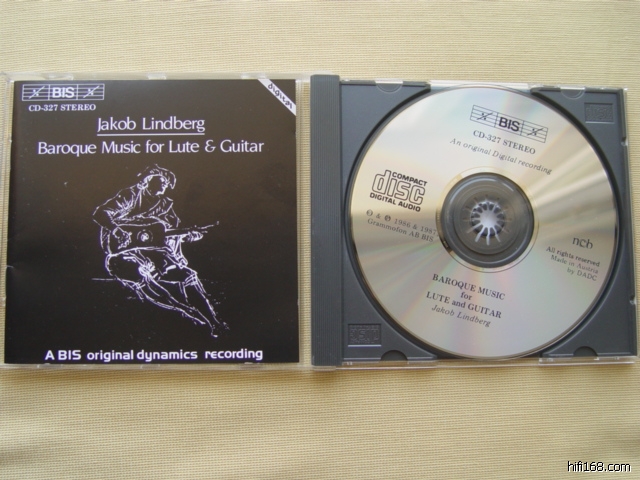 BIS
CD-327 STEREO
digital
Jakob Lindberg
Baroque Music for Lute & Guitar
A BIS original dynamics recording
BIS
CD-327 STEREO
An original Digital recording
COMPACT
disc
DIGITAL AUDIO
℗ & © 1986 & 1987
Grammofon AB BIS
ncb
All rights reserved
Made in Austria
by DADC
BAROQUE MUSIC
for
LUTE and GUITAR
Jakob Lindberg
hifi168.com